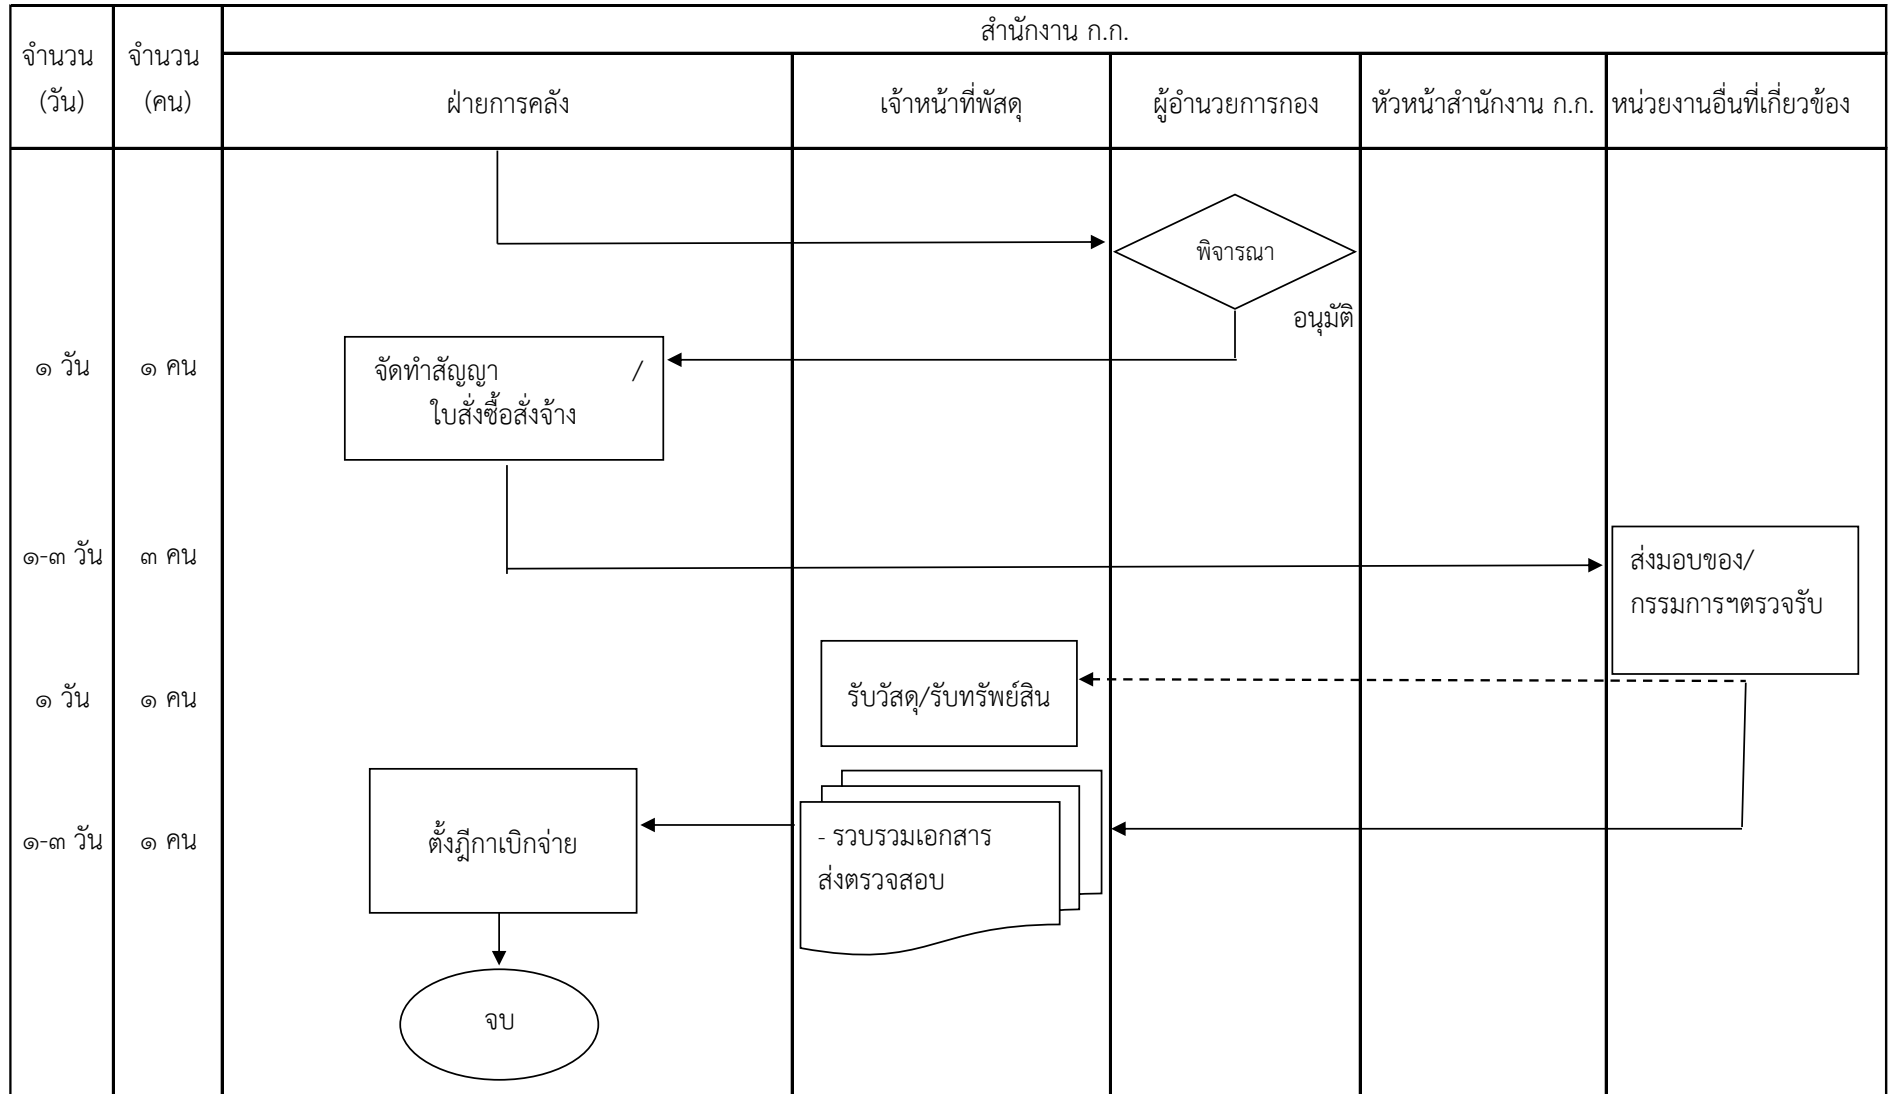 สำนักงาน ก.ก.
จำนวน
(วัน)
จำนวน
(คน)
ฝ่ายการคลัง
เจ้าหน้าที่พัสดุ
ผู้อำนวยการกอง
หัวหน้าสำนักงาน ก.ก.
หน่วยงานอื่นที่เกี่ยวข้อง
พิจารณา
อนุมัติ
๑ วัน
๑ คน
จัดทำสัญญา /
ใบสั่งซื้อสั่งจ้าง
๑-๓ วัน
๓ คน
ส่งมอบของ/
กรรมการฯตรวจรับ
๑ วัน
๑ คน
รับวัสดุ/รับทรัพย์สิน
๑-๓ วัน
๑ คน
ตั้งฎีกาเบิกจ่าย
- รวบรวมเอกสาร
ส่งตรวจสอบ
จบ